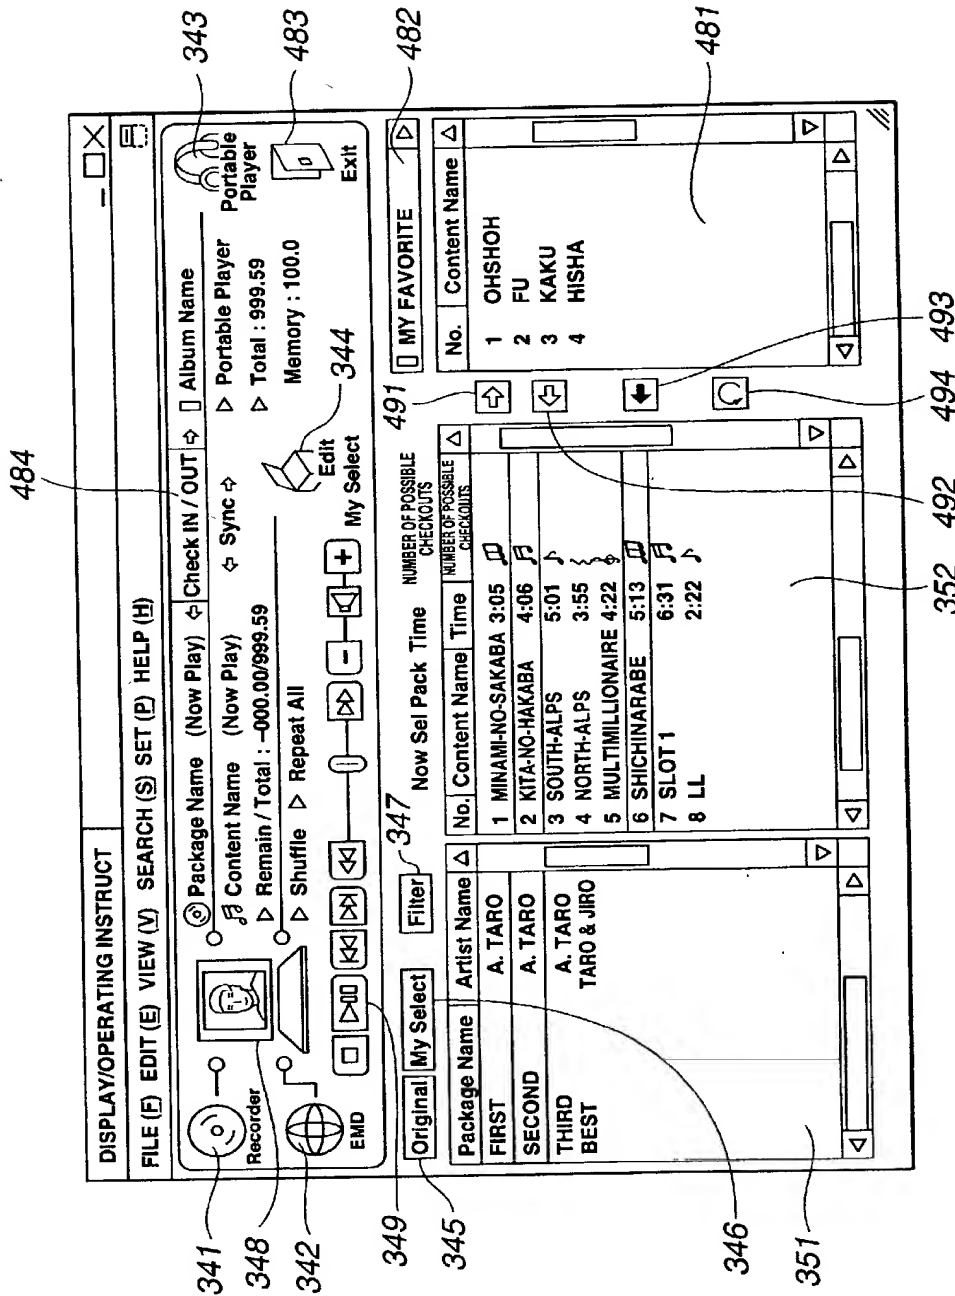 484
DISPLAY/OPERATING INSTRUCT
FILE (F) EDIT (E) VIEW (V) SEARCH (S) SET (P) HELP (H)
341
348
342
349
345
346
351
Recorder
EMD
Package Name (Now Play)
Check IN / OUT
Album Name
Content Name (Now Play)
Sync
Portable Player
Remain / Total : -000.00/999.59
Total : 999.59
Memory : 100.0
Shuffle
Repeat All
Portable
Player
Exit
343
483
344
Edit
My Select
482
Original
My Select
Filter
347
Now Sel Pack Time
NUMBER OF POSSIBLE
CHECKOUTS
491
MY FAVORITE
Package Name Artist Name
FIRST A. TARO
SECOND A. TARO
THIRD A. TARO
BEST TARO & JIRO
No. Content Name Time NUMBER OF POSSIBLE
CHECKOUTS
1 MINAMI-NO-SAKABA 3:05
2 KITA-NO-HAKABA 4:06
3 SOUTH-ALPS 5:01
4 NORTH-ALPS 3:55
5 MULTIMILLIONAIRE 4:22
6 SHICHINARABE 5:13
7 SLOT 1 6:31
8 LL 2:22
No. Content Name
1 OHSHOH
2 FU
3 KAKU
4 HISHA
481
352
492
494
493